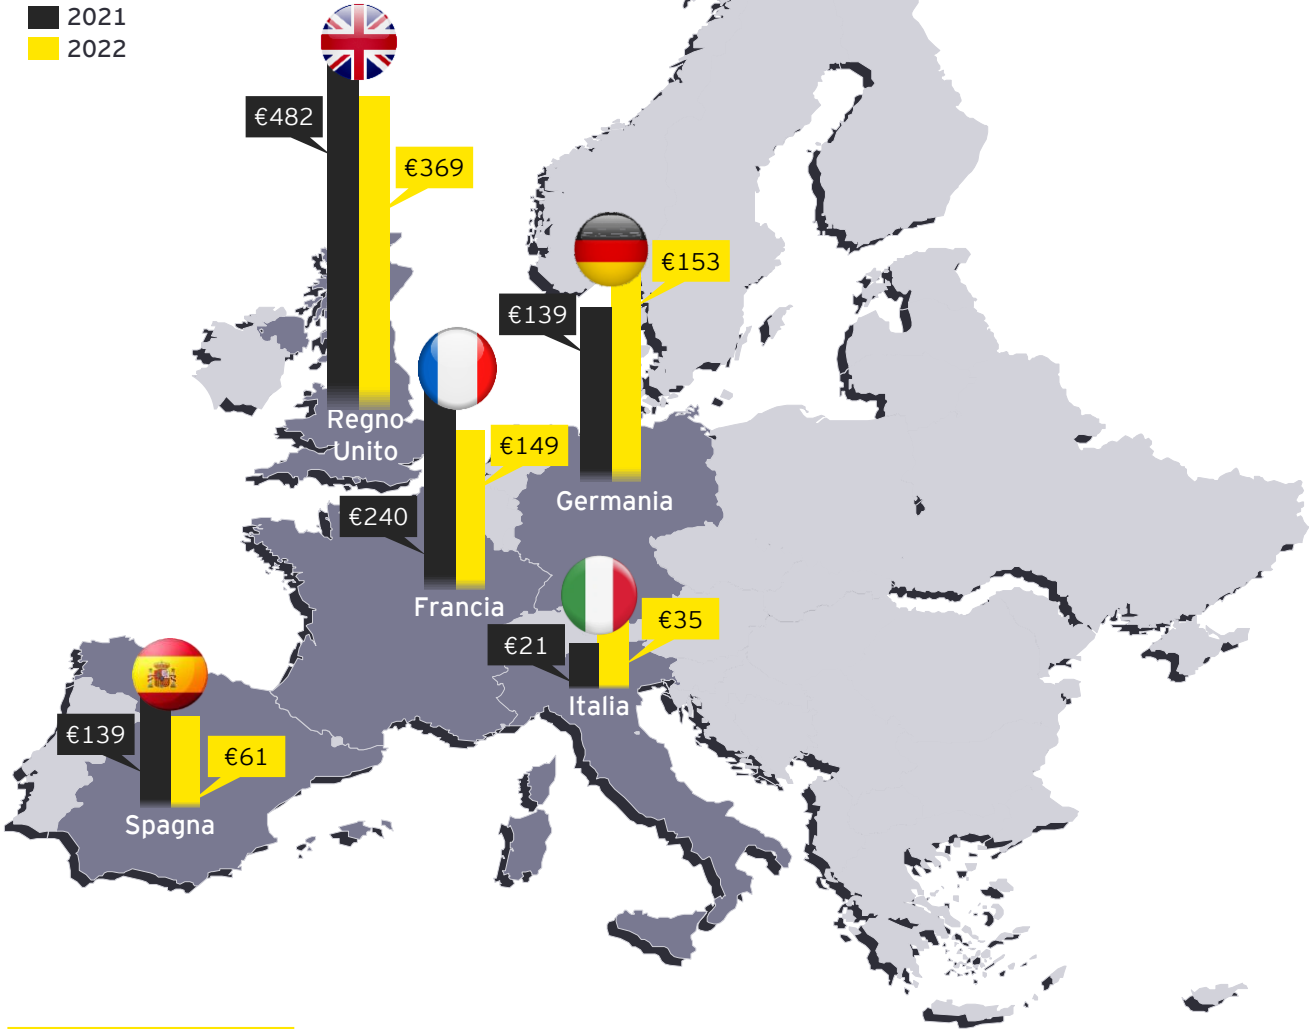 2021
2022
€482
€369
€153
€139
Regno
Unito
€149
Germania
€240
Francia
€35
€21
Italia
€139
€61
Spagna